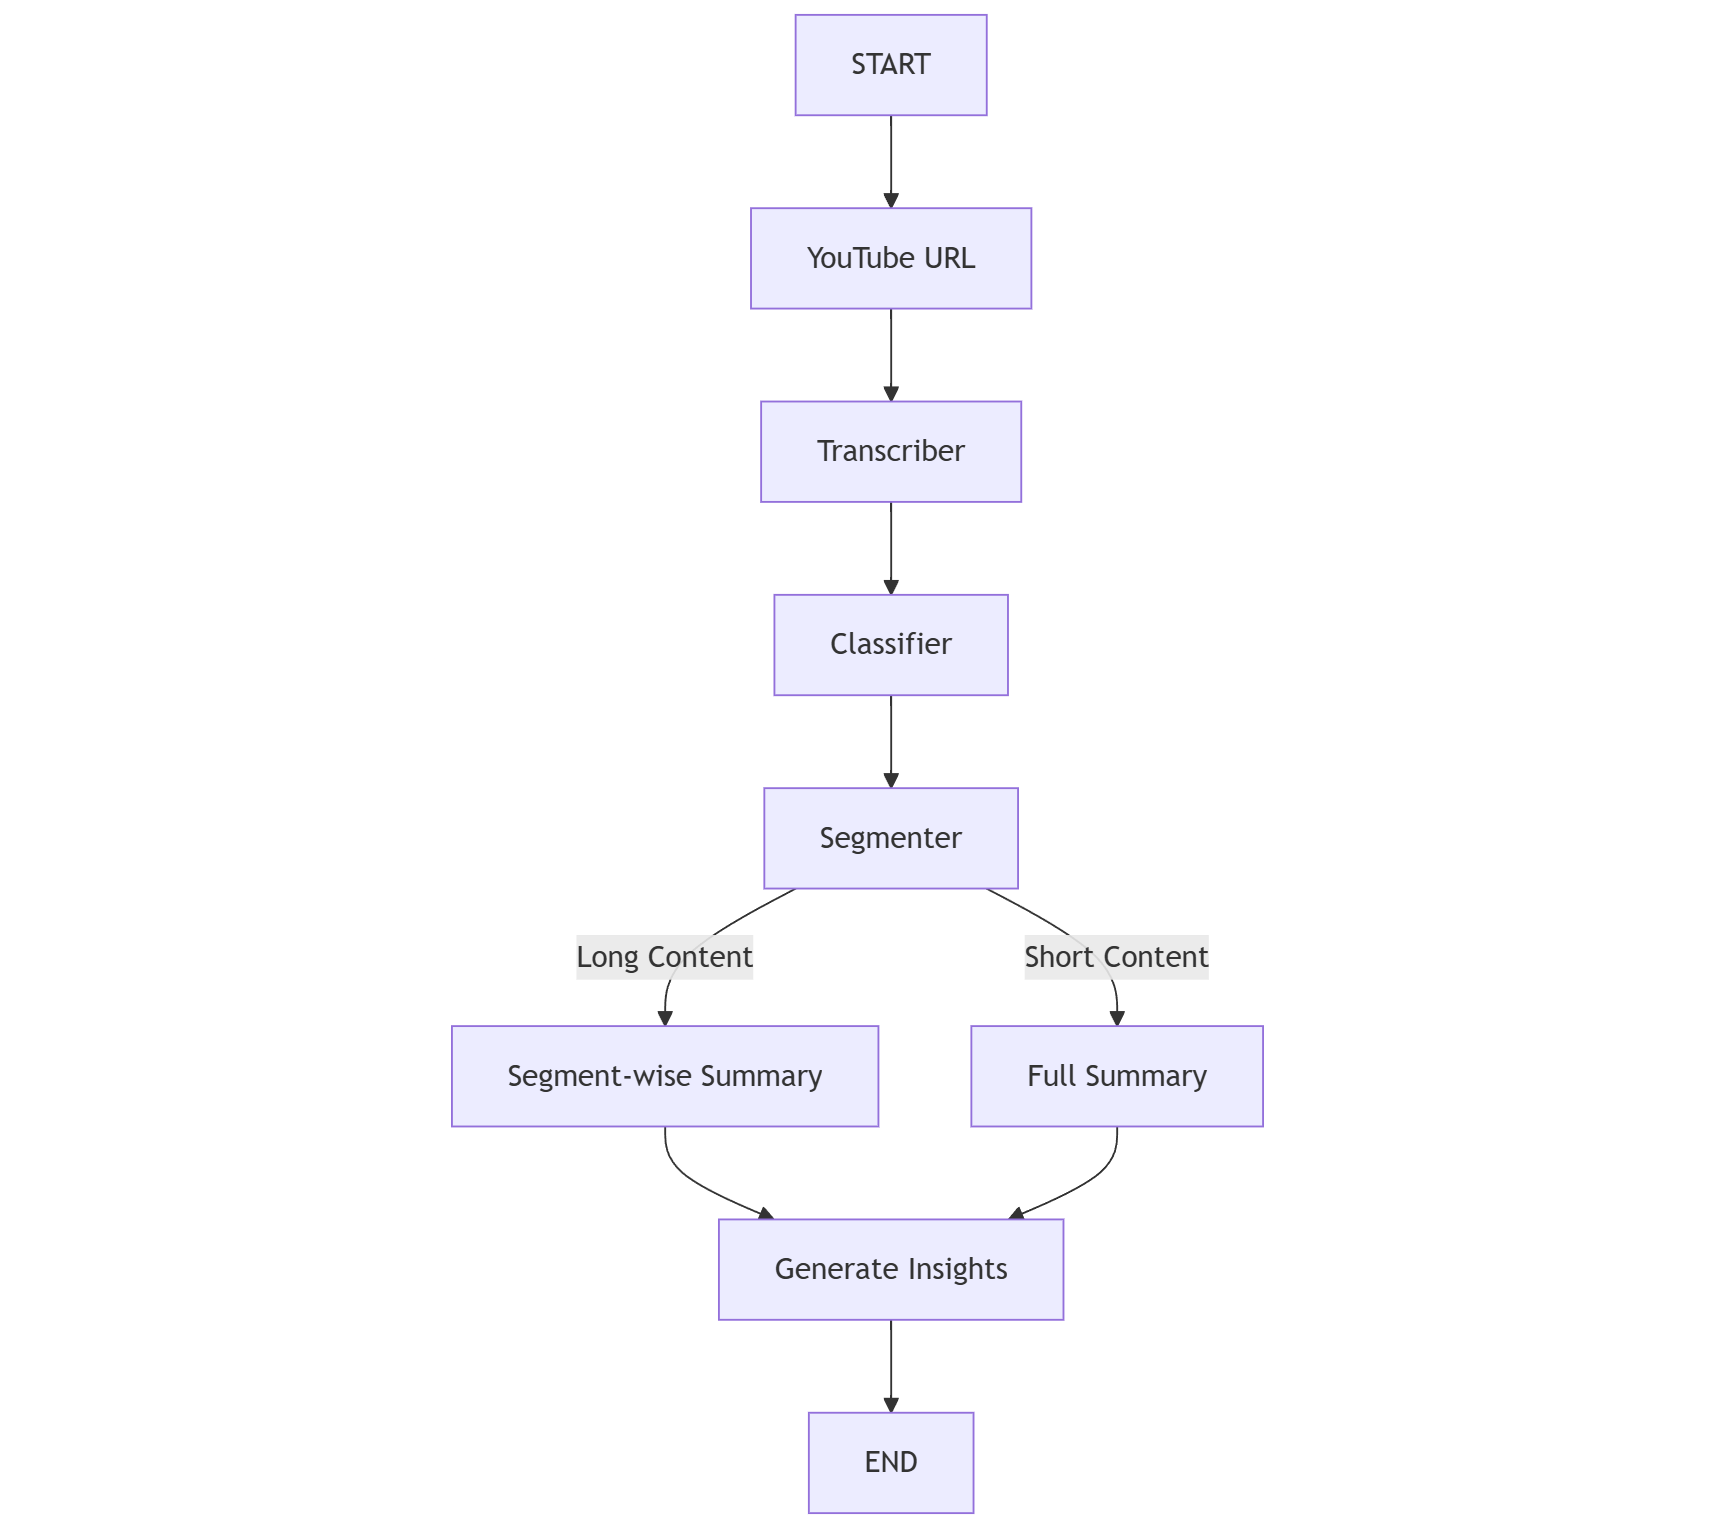 START
YouTube URL
Transcriber
Classifier
Segmenter
Long Content
Short Content
Segment-wise Summary
Full Summary
Generate Insights
END